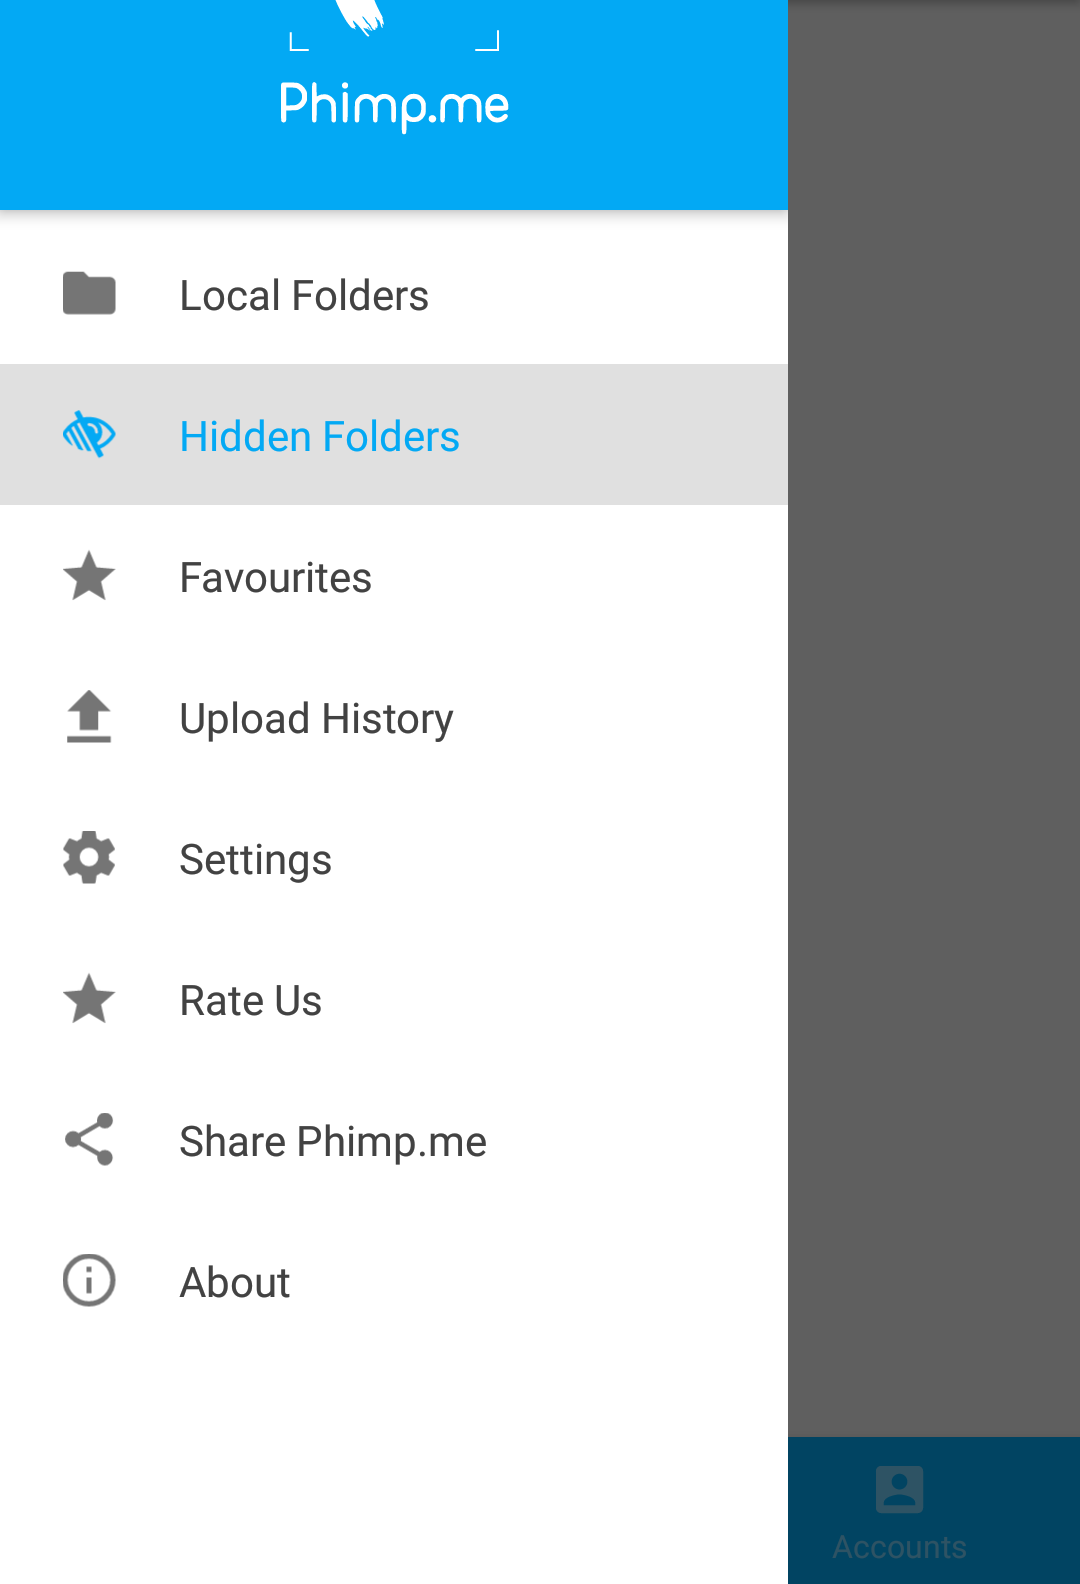 Phimp.me
Local Folders
Hidden Folders
Favourites
Upload History
Settings
Rate Us
Share Phimp.me
About
Accounts